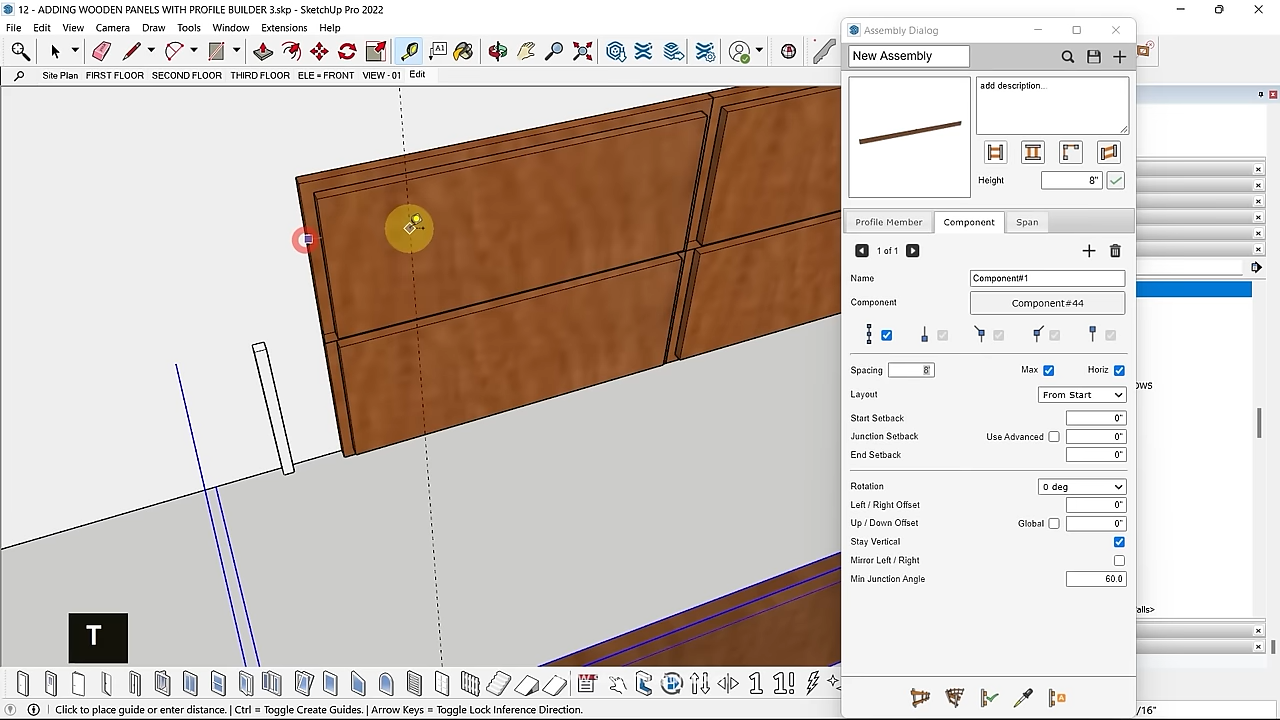 12 - ADDING WOODEN PANELS WITH PROFILE BUILDER 3.skp - SketchUp Pro 2022
File Edit View Camera Draw Tools Window Extensions Help
Site Plan FIRST FLOOR SECOND FLOOR THIRD FLOOR ELE = FRONT VIEW - 01 Edit
Assembly Dialog
New Assembly
add description...
Height 8"
Profile Member Component Span
1 of 1
Name Component#1
Component Component#44
Spacing 8' Max Horiz
Layout From Start
Start Setback 0"
Junction Setback Use Advanced 0"
End Setback 0"
Rotation 0 deg
Left / Right Offset 0"
Up / Down Offset Global 0"
Stay Vertical
Mirror Left / Right
Min Junction Angle 60.0
OWS
alls>
T
1 1!
Click to place guide or enter distance. | Ctrl = Toggle Create Guides. | Arrow Keys = Toggle Lock Inference Direction.
/16"